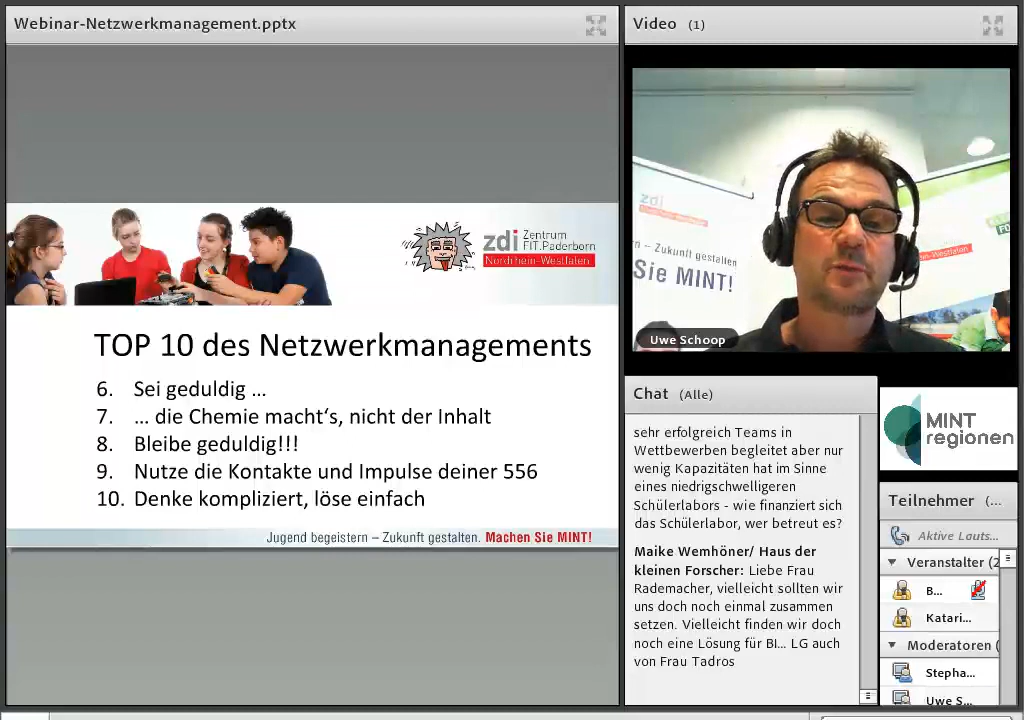 Webinar-Netzwerkmanagement.pptx
zdi Zentrum
FIT.Paderborn
Nordrhein-Westfalen
TOP 10 des Netzwerkmanagements
6. Sei geduldig ...
7. ... die Chemie macht‘s, nicht der Inhalt
8. Bleibe geduldig!!!
9. Nutze die Kontakte und Impulse deiner 556
10. Denke kompliziert, löse einfach
Jugend begeistern – Zukunft gestalten. Machen Sie MINT!
Video (1)
zdi
– Zukunft gestalten
Sie MINT!
Uwe Schoop
Chat (Alle)
sehr erfolgreich Teams in
Wettbewerben begleitet aber nur
wenig Kapazitäten hat im Sinne
eines niedrigschwelligeren
Schülerlabors - wie finanziert sich
das Schülerlabor, wer betreut es?
Maike Wemhöner/ Haus der
kleinen Forscher: Liebe Frau
Rademacher, vielleicht sollten wir
uns doch noch einmal zusammen
setzen. Vielleicht finden wir doch
noch eine Lösung für BI... LG auch
von Frau Tadros
MINT
regionen
Teilnehmer (...
Aktive Lauts...
Veranstalter (2
B...
Katari...
Moderatoren (
Stepha...
Uwe S...